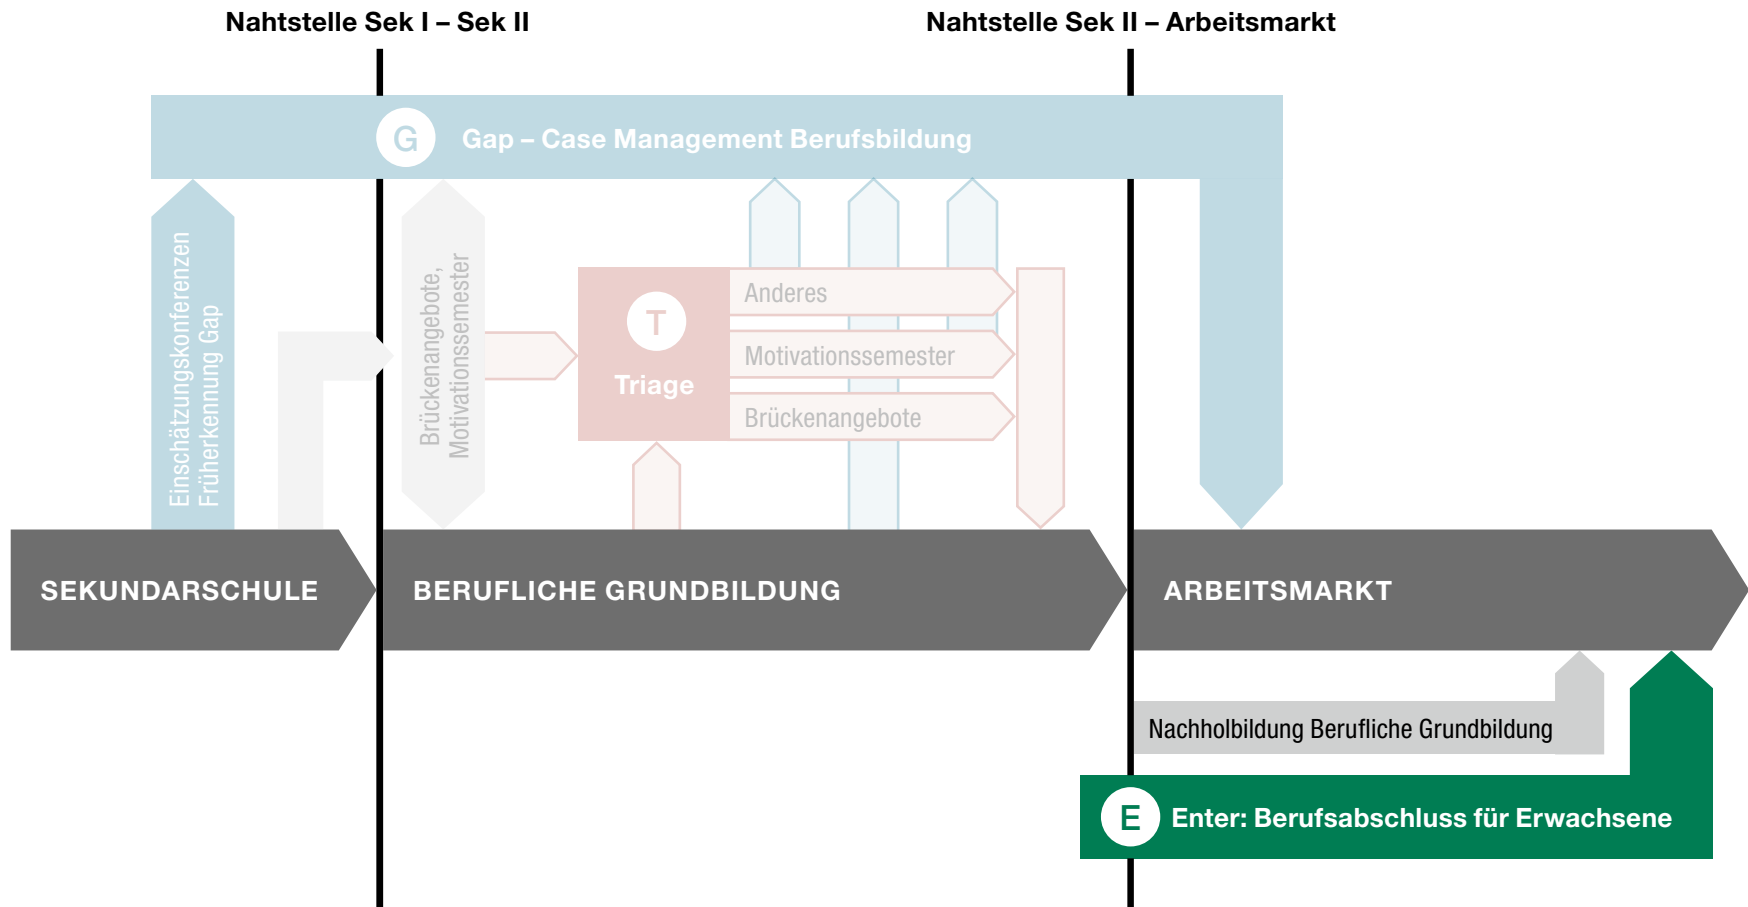 Nahtstelle Sek I – Sek II
Nahtstelle Sek II – Arbeitsmarkt
G
Gap – Case Management Berufsbildung
Einschätzungskonferenzen
Früherkennung Gap
Brückenangebote,
Motivationssemester
T
Triage
Anderes
Motivationssemester
Brückenangebote
SEKUNDARSCHULE
BERUFLICHE GRUNDBILDUNG
ARBEITSMARKT
Nachholbildung Berufliche Grundbildung
E
Enter: Berufsabschluss für Erwachsene